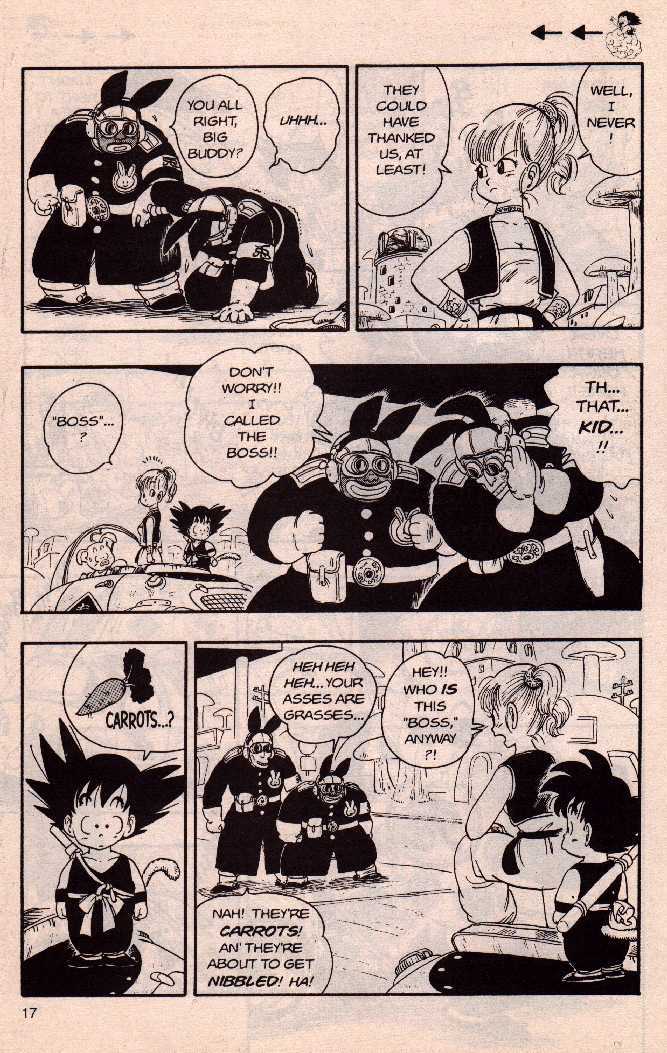 WELL,
I
NEVER
!
THEY
COULD
HAVE
THANKED
US, AT
LEAST!
UHHH...
YOU ALL
RIGHT,
BIG
BUDDY?
TH...
THAT...
KID...
!!
DON'T
WORRY!!
I
CALLED
THE
BOSS!!
"BOSS"...
?
HEY!!
WHO IS
THIS
"BOSS,"
ANYWAY
?!
HEH HEH
HEH...YOUR
ASSES ARE
GRASSES...
NAH! THEY'RE
CARROTS!
AN' THEY'RE
ABOUT TO GET
NIBBLED! HA!
CARROTS...?
17